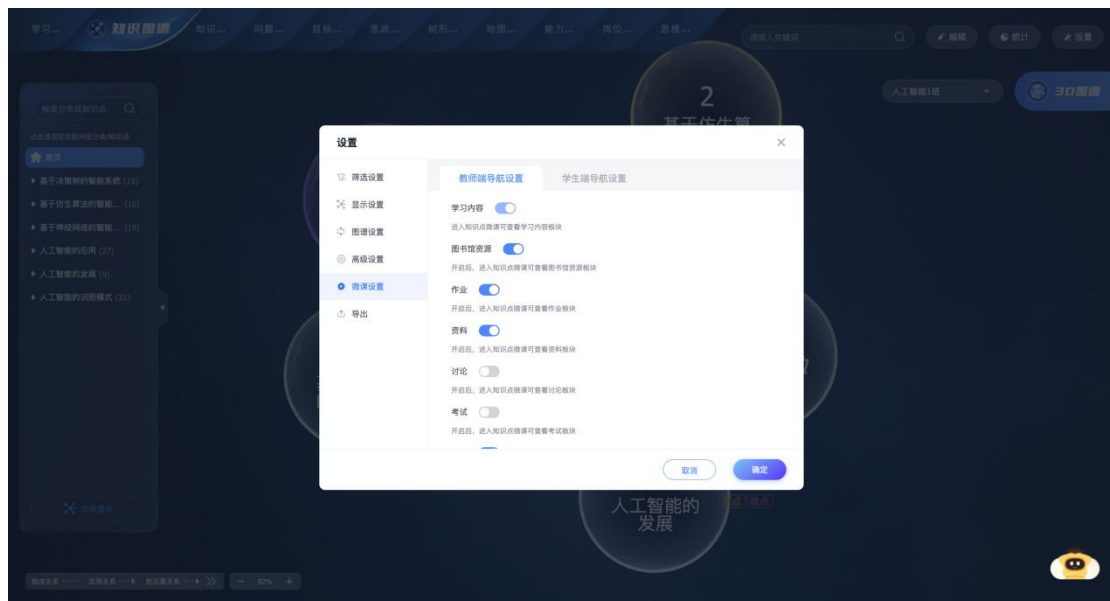 学习... 知识图谱 知识... 问题... 目标... 思政... 树形... 地图... 能力... 岗位... 思维... 请输入关键词 编辑 统计 设置
人工智能1班 3D图谱
2
基于仿生算
检索分类或知识点
首页
基于决策树的智能系统 (15)
基于仿生算法的智能... (10)
基于神经网络的智能... (19)
人工智能的应用 (27)
人工智能的发展 (9)
人工智能的识别模式 (31)
设置
筛选设置
显示设置
图谱设置
高级设置
微课设置
导出
教师端导航设置 学生端导航设置
学习内容
进入知识点微课可查看学习内容板块
图书馆资源
开启后，进入知识点微课可查看图书馆资源板块
作业
开启后，进入知识点微课可查看作业板块
资料
开启后，进入知识点微课可查看资料板块
讨论
开启后，进入知识点微课可查看讨论板块
考试
开启后，进入知识点微课可查看考试板块
取消 确定
人工智能的
发展
82%